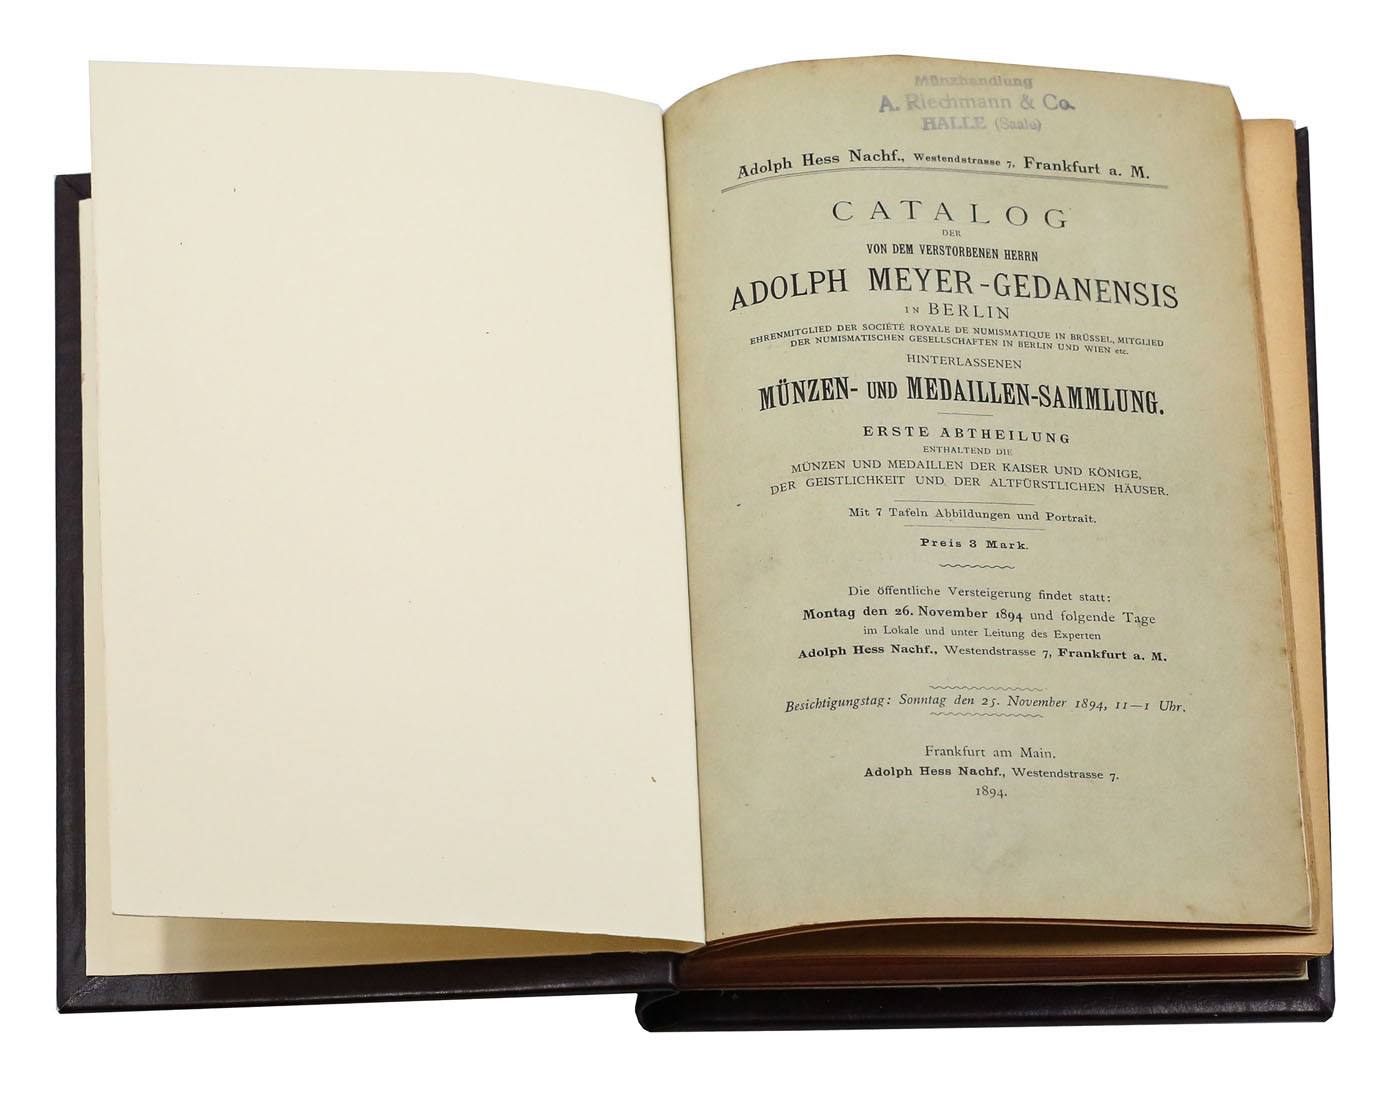 Münzhandlung
A. Riechmann & Co.
HALLE (Saale)
Adolph Hess Nachf., Westendstrasse 7, Frankfurt a. M.
CATALOG
DER
VON DEM VERSTORBENEN HERRN
ADOLPH MEYER-GEDANENSIS
IN BERLIN
EHRENMITGLIED DER SOCIÉTÉ ROYALE DE NUMISMATIQUE IN BRÜSSEL, MITGLIED
DER NUMISMATISCHEN GESELLSCHAFTEN IN BERLIN UND WIEN etc.
HINTERLASSENEN
MÜNZEN- UND MEDAILLEN-SAMMLUNG.
ERSTE ABTHEILUNG
ENTHALTEND DIE
MÜNZEN UND MEDAILLEN DER KAISER UND KÖNIGE,
DER GEISTLICHKEIT UND DER ALTFÜRSTLICHEN HÄUSER.
Mit 7 Tafeln Abbildungen und Portrait.
Preis 3 Mark.
Die öffentliche Versteigerung findet statt:
Montag den 26. November 1894 und folgende Tage
im Lokale und unter Leitung des Experten
Adolph Hess Nachf., Westendstrasse 7, Frankfurt a. M.
Besichtigungstag: Sonntag den 25. November 1894, 11—1 Uhr.
Frankfurt am Main.
Adolph Hess Nachf., Westendstrasse 7.
1894.